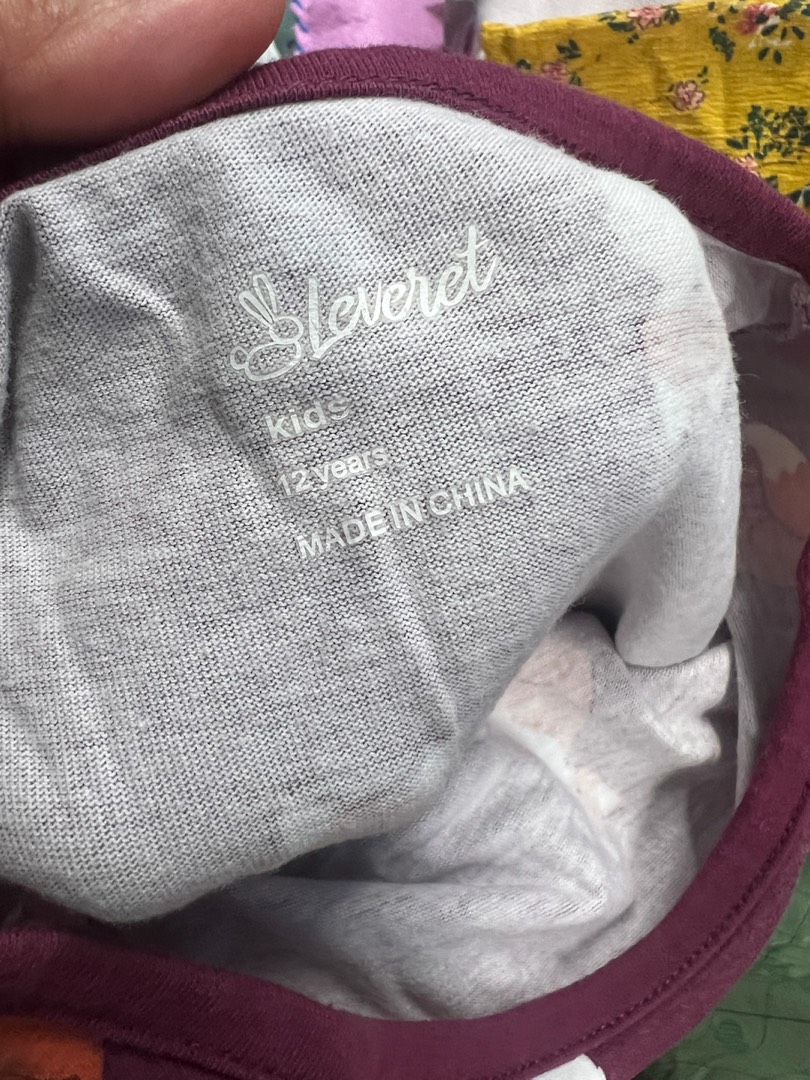 Leveret
kids
12 years
MADE IN CHINA